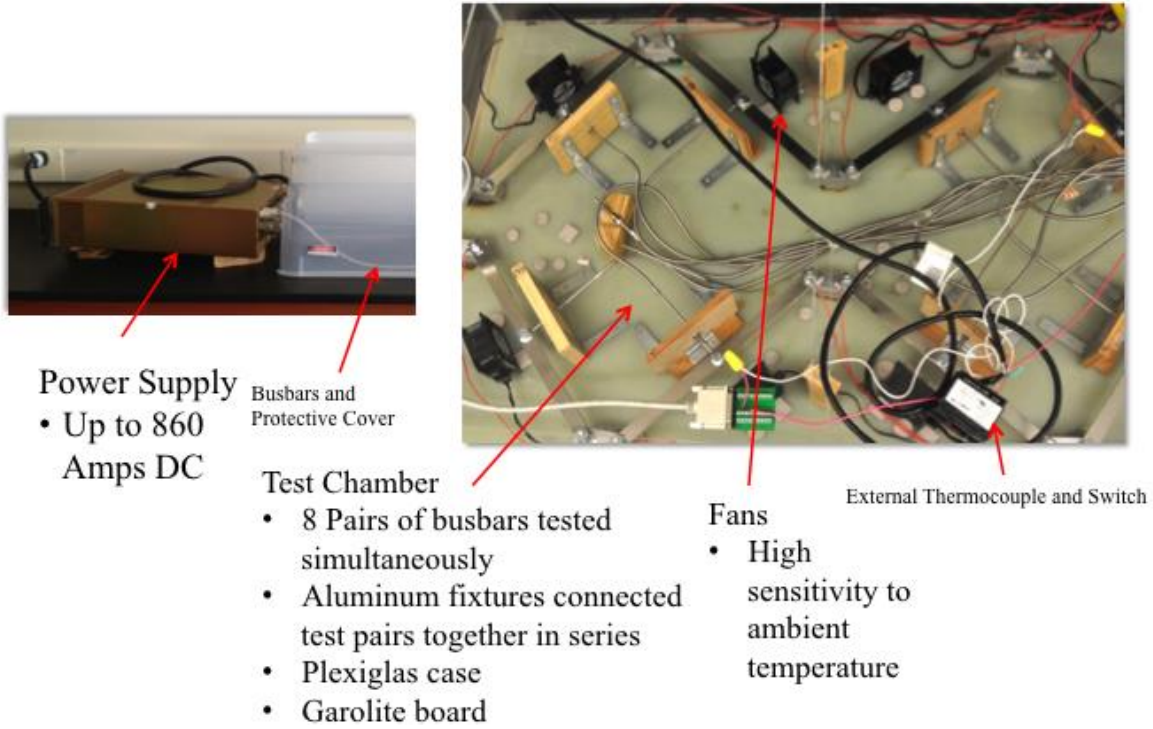 Power Supply
• Up to 860
Amps DC
Busbars and
Protective Cover
Test Chamber
• 8 Pairs of busbars tested
simultaneously
• Aluminum fixtures connected
test pairs together in series
• Plexiglas case
• Garolite board
Fans
• High
sensitivity to
ambient
temperature
External Thermocouple and Switch